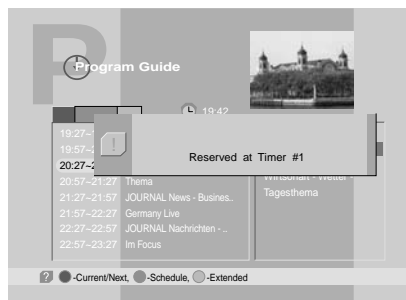 P
Program Guide
19:42
19:27~
19:57~
20:27~2
Reserved at Timer #1
20:57~21:27 Thema
21:27~21:57 JOURNAL News - Busines..
21:57~22:27 Germany Live
22:27~22:57 JOURNAL Nachrichten - ..
22:57~23:27 Im Focus
Wirtschan - Wetter -
Tagesthema
-Current/Next, -Schedule, -Extended